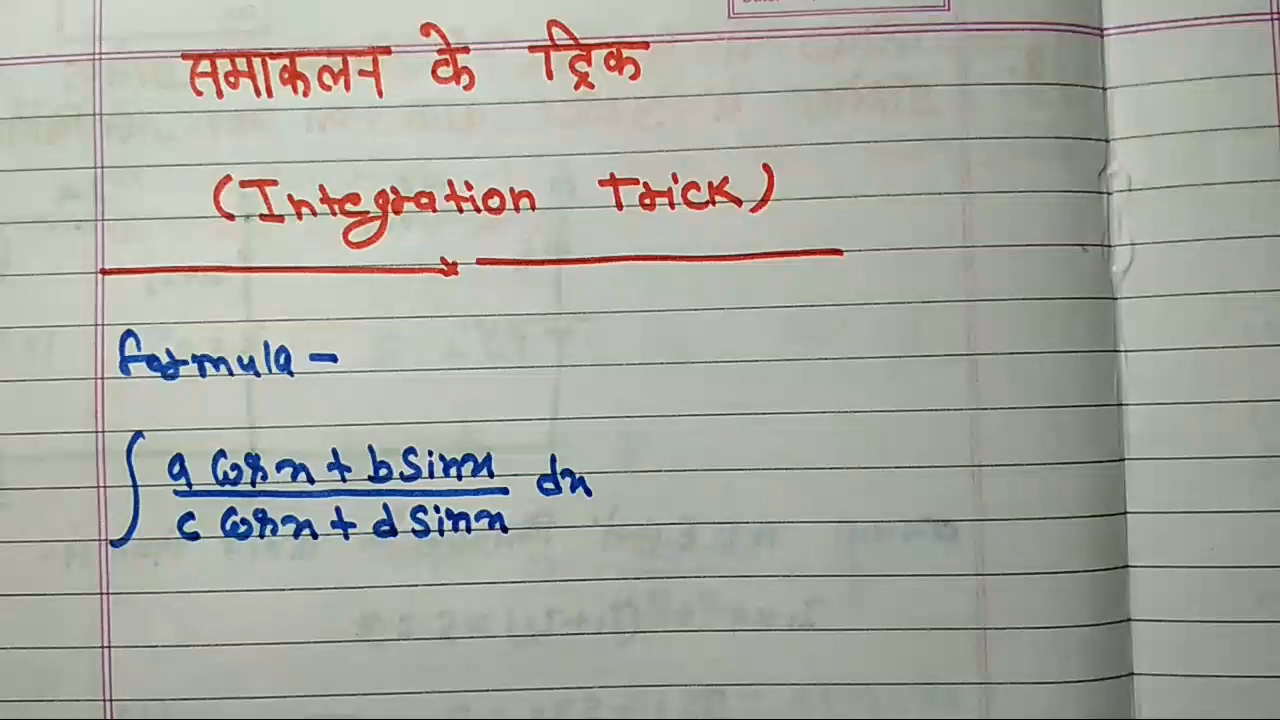 समाकलन के ट्रिक
(Integration Trick)
Formula -
∫ a cos x + b sin x / c cos x + d sin x dx